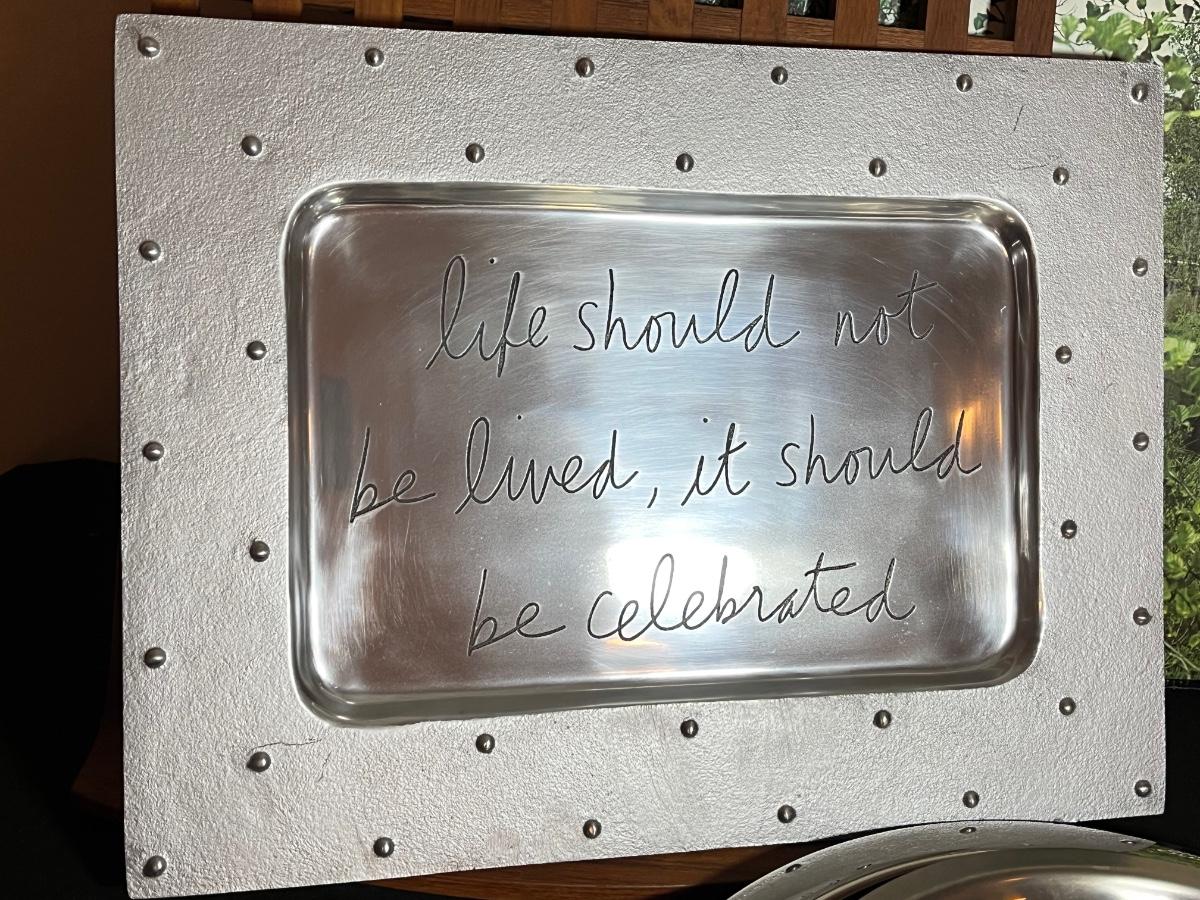 life should not
be lived, it should
be celebrated